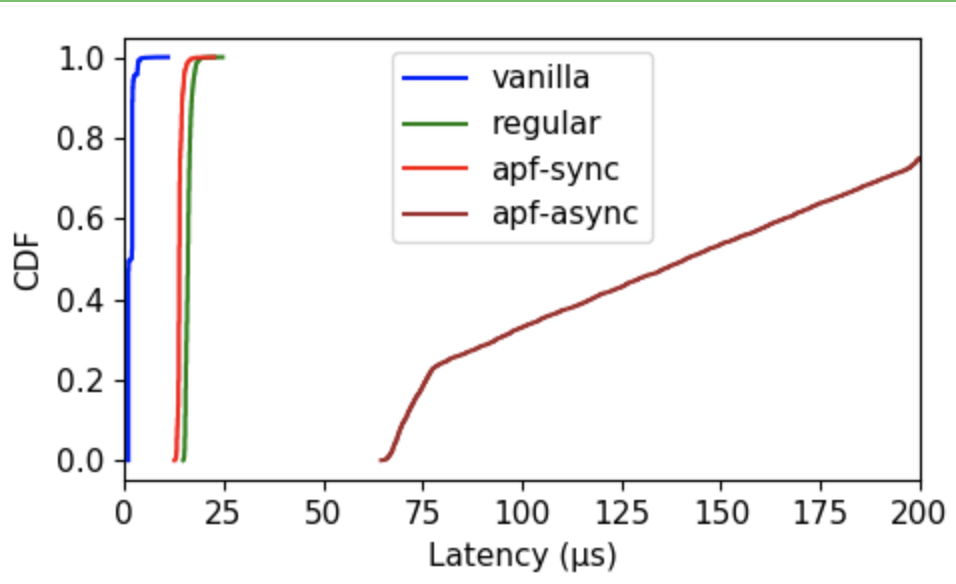 1.0
0.8
0.6
0.4
0.2
0.0
CDF
vanilla
regular
apf-sync
apf-async
0 25 50 75 100 125 150 175 200
Latency (μs)